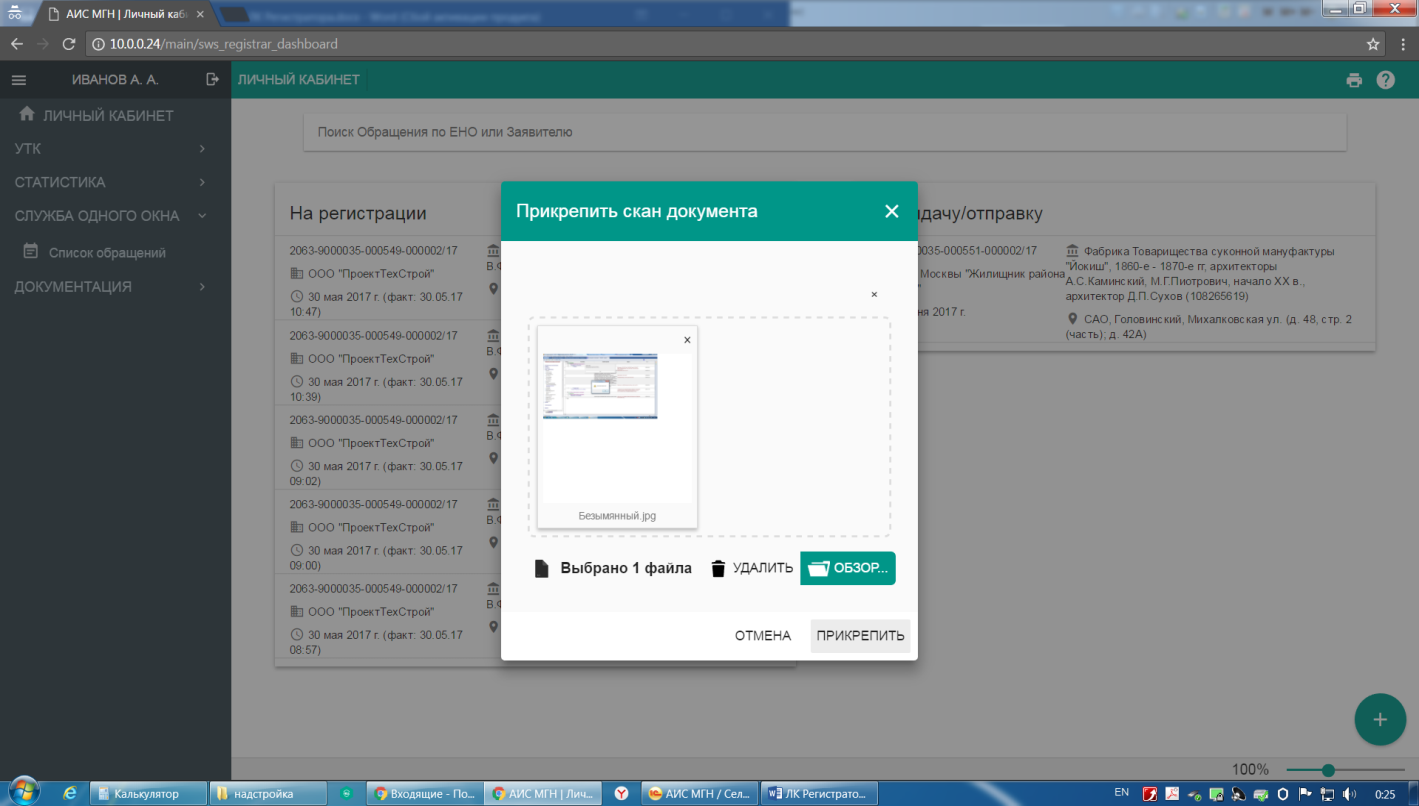 АИС МГН | Личный каб
10.0.0.24/main/sws_registrar_dashboard
ИВАНОВ А. А.
ЛИЧНЫЙ КАБИНЕТ
ЛИЧНЫЙ КАБИНЕТ
УТК
СТАТИСТИКА
СЛУЖБА ОДНОГО ОКНА
Список обращений
ДОКУМЕНТАЦИЯ
Поиск Обращения по ЕНО или Заявителю
На регистрации
2063-9000035-000549-000002/17
ООО "ПроектТехСтрой"
30 мая 2017 г. (факт: 30.05.17
10:47)
2063-9000035-000549-000002/17
ООО "ПроектТехСтрой"
30 мая 2017 г. (факт: 30.05.17
10:39)
2063-9000035-000549-000002/17
ООО "ПроектТехСтрой"
30 мая 2017 г. (факт: 30.05.17
09:02)
2063-9000035-000549-000002/17
ООО "ПроектТехСтрой"
30 мая 2017 г. (факт: 30.05.17
09:00)
2063-9000035-000549-000002/17
ООО "ПроектТехСтрой"
30 мая 2017 г. (факт: 30.05.17
08:57)
Прикрепить скан документа
Безымянный.jpg
Выбрано 1 файла
УДАЛИТЬ
ОБЗОР...
ОТМЕНА
ПРИКРЕПИТЬ
дачу/отправку
0035-000551-000002/17
Москвы "Жилищник района
ня 2017 г.
Фабрика Товарищества суконной мануфактуры
"Йокиш", 1860-е - 1870-е гг, архитекторы
А.С.Каминский, М.Г.Пиотрович, начало XX в.,
архитектор Д.П.Сухов (108265619)
САО, Головинский, Михалковская ул. (д. 48, стр. 2
(часть); д. 42А)
100%
Калькулятор
надстройка
Входящие - По...
АИС МГН | Лич...
АИС МГН / Сел...
ЛК Регистрато...
EN
0:25